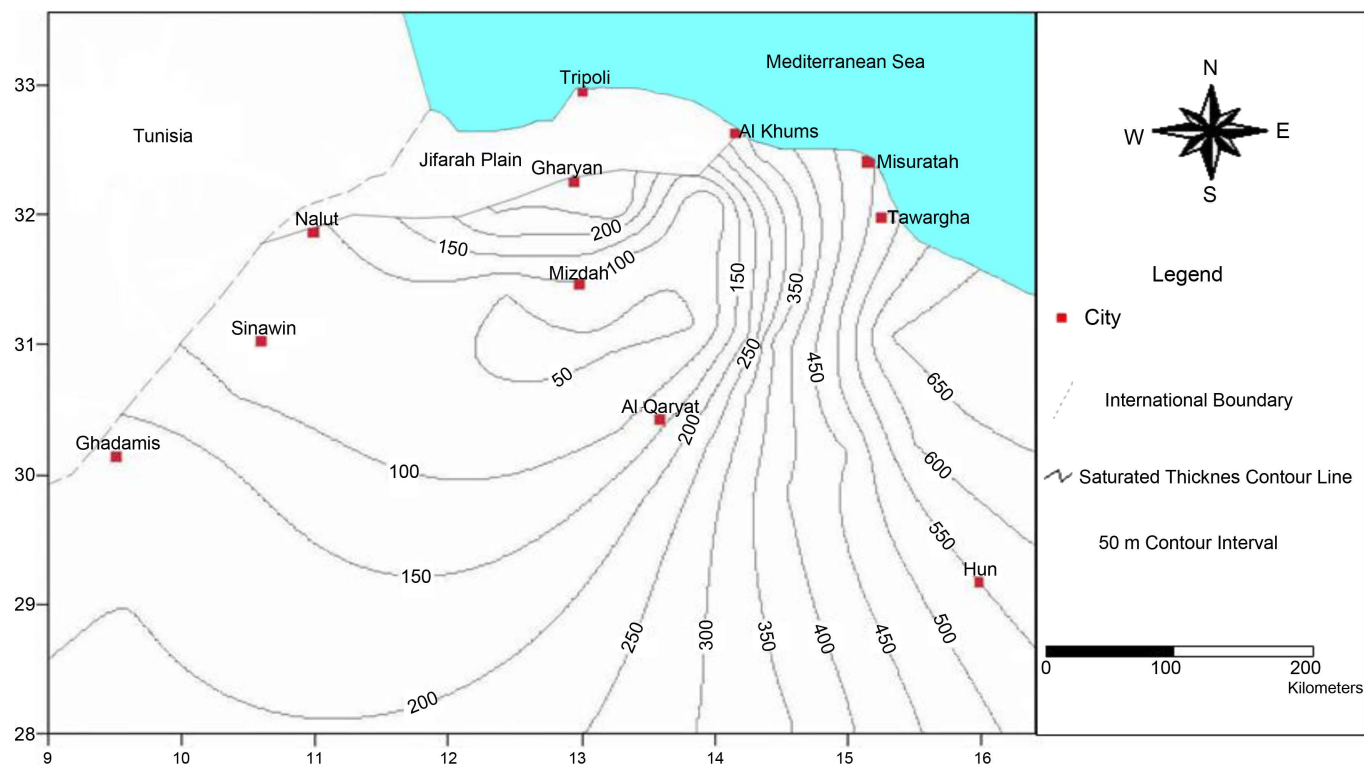 33
32
31
30
29
28
9
10
11
12
13
14
15
16
Mediterranean Sea
Tripoli
Al Khums
Tunisia
Jifarah Plain
Gharyan
Misuratah
Nalut
Tawargha
200
150
100
Mizdah
150
350
Sinawin
250
450
50
650
Al Qaryat
200
Ghadamis
100
600
550
150
Hun
250
300
350
400
450
500
200
N
W
E
S
Legend
City
International Boundary
Saturated Thicknes Contour Line
50 m Contour Interval
0
100
200
Kilometers